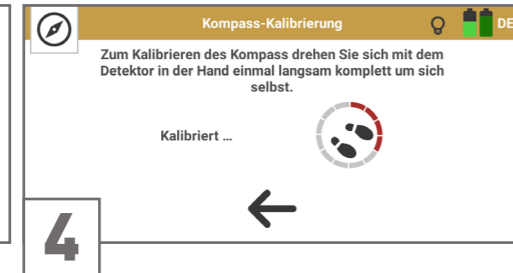 Kompass-Kalibrierung
DE
Zum Kalibrieren des Kompass drehen Sie sich mit dem
Detektor in der Hand einmal langsam komplett um sich
selbst.
Kalibriert ...
4